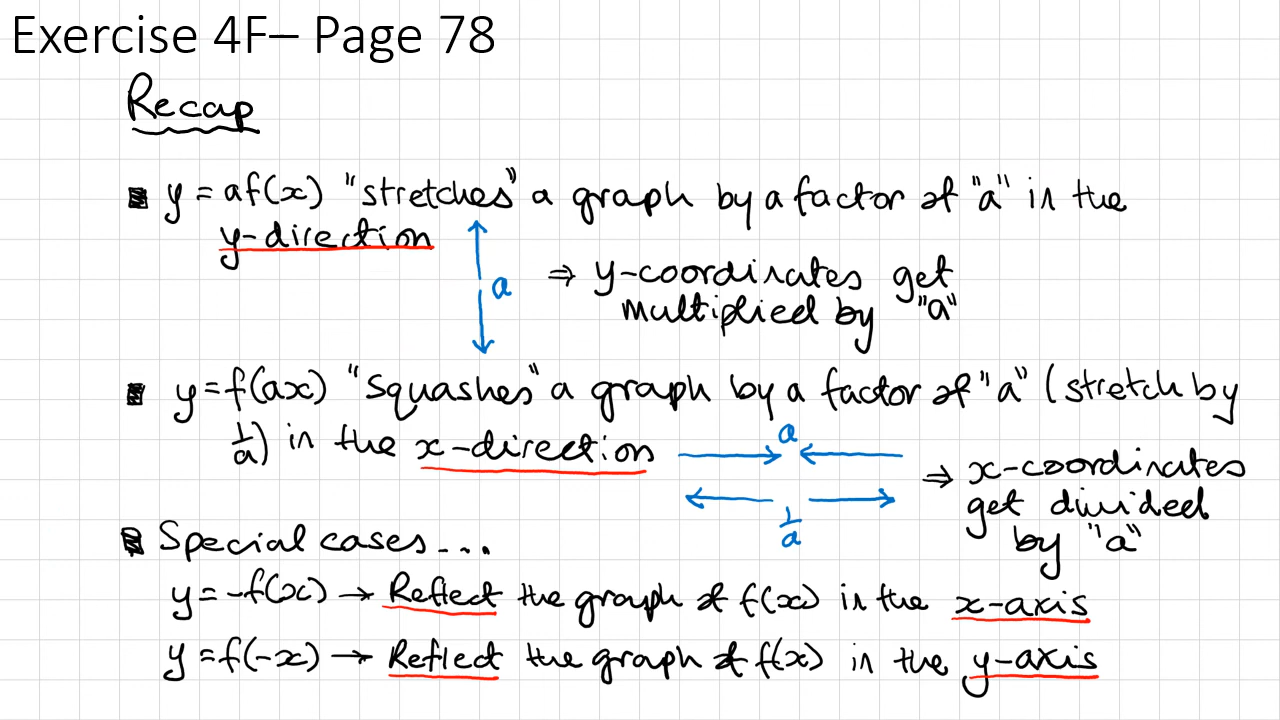 Exercise 4F– Page 78
Recap
y = af(x) "stretches" a graph by a factor of "a" in the
y-direction
a
⇒ y-coordinates get
multiplied by "a"
y=f(ax) "squashes" a graph by a factor of "a" (stretch by
1/a) in the x-direction
a
1/a
⇒ x-coordinates
get divided
by "a"
Special cases...
y = -f(x) → Reflect the graph of f(x) in the x-axis
y = f(-x) → Reflect the graph of f(x) in the y-axis